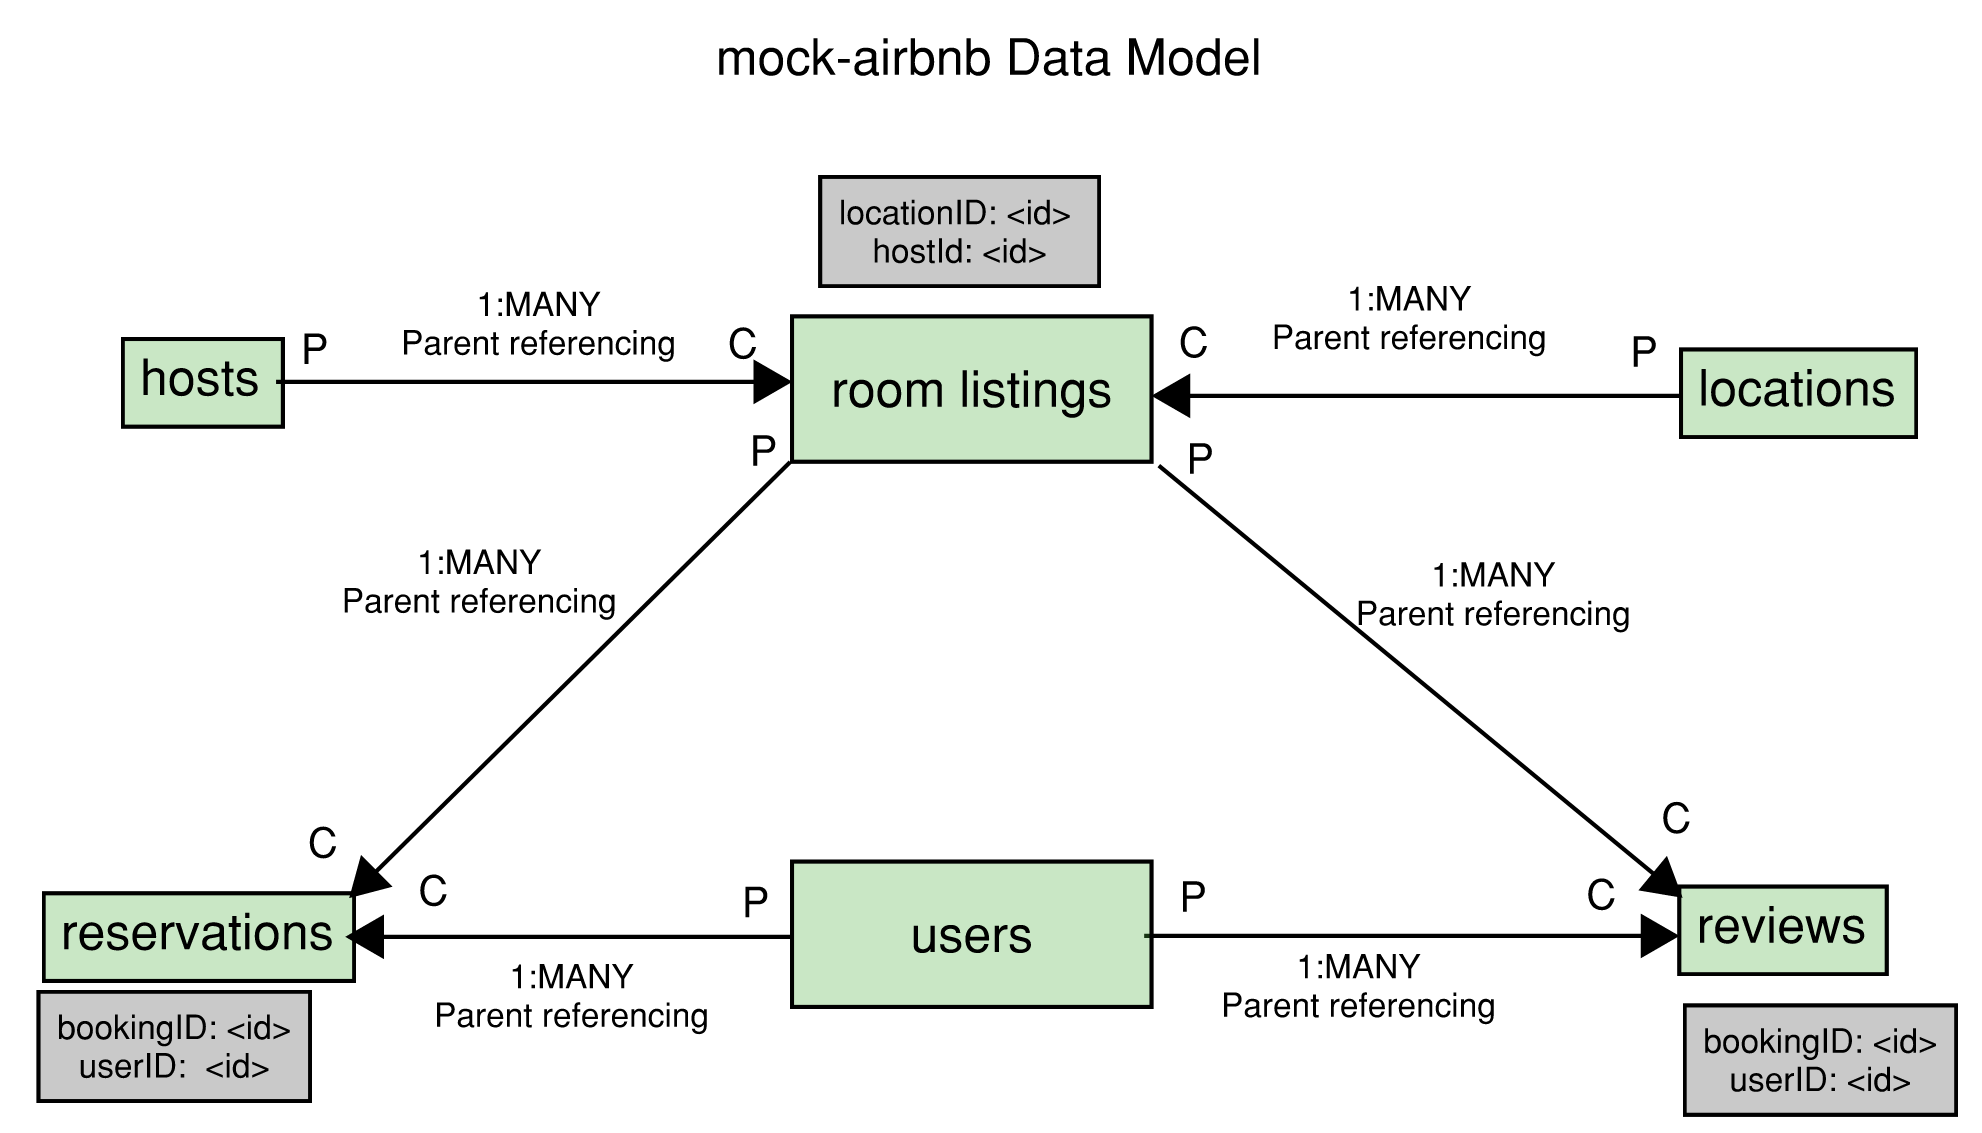 mock-airbnb Data Model
locationID: <id>
hostId: <id>
1:MANY
Parent referencing
1:MANY
Parent referencing
hosts
P
C
room listings
C
P
locations
P
P
1:MANY
Parent referencing
1:MANY
Parent referencing
C
C
reservations
C
P
users
P
C
reviews
1:MANY
Parent referencing
1:MANY
Parent referencing
bookingID: <id>
userID:  <id>
bookingID: <id>
userID: <id>